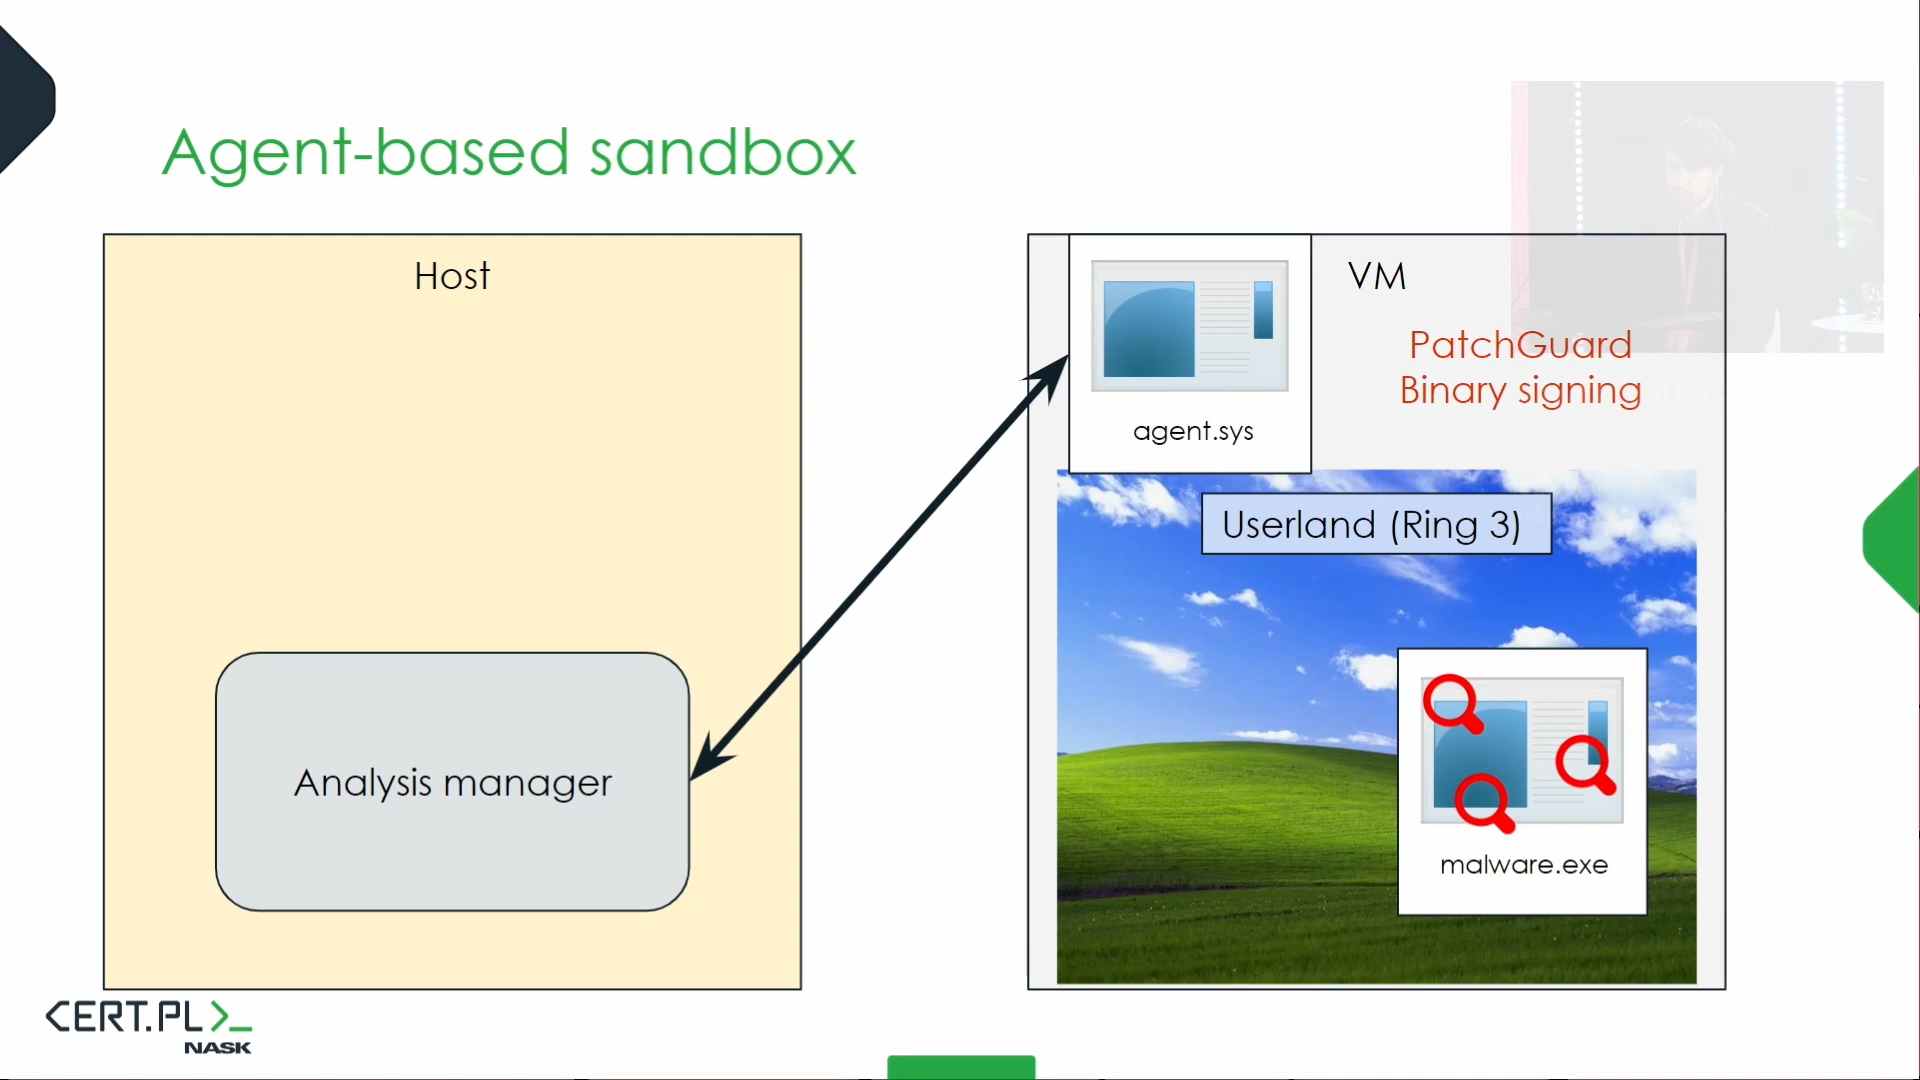 Agent-based sandbox
Host
Analysis manager
VM
PatchGuard
Binary signing
agent.sys
Userland (Ring 3)
malware.exe
CERT.PL>_
NASK